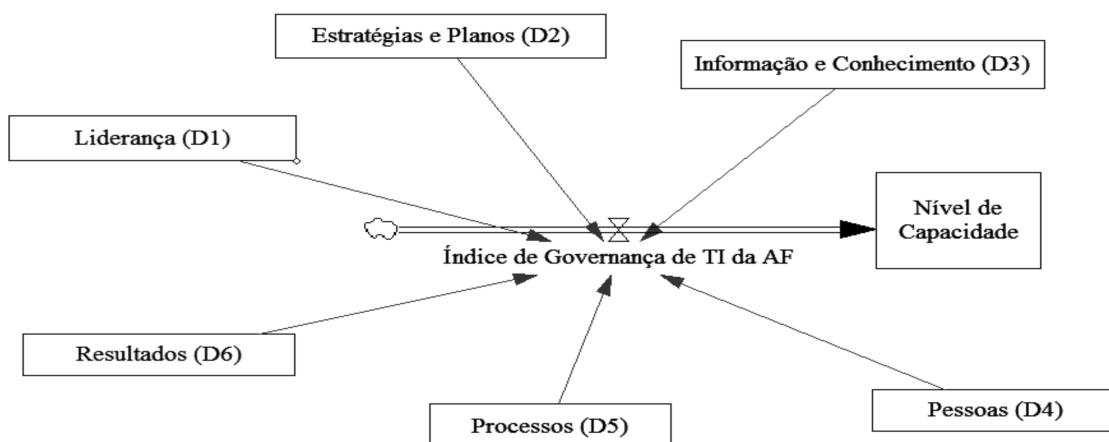 Estratégias e Planos (D2)
Informação e Conhecimento (D3)
Liderança (D1)
Nível de
Capacidade
Índice de Governança de TI da AF
Resultados (D6)
Processos (D5)
Pessoas (D4)